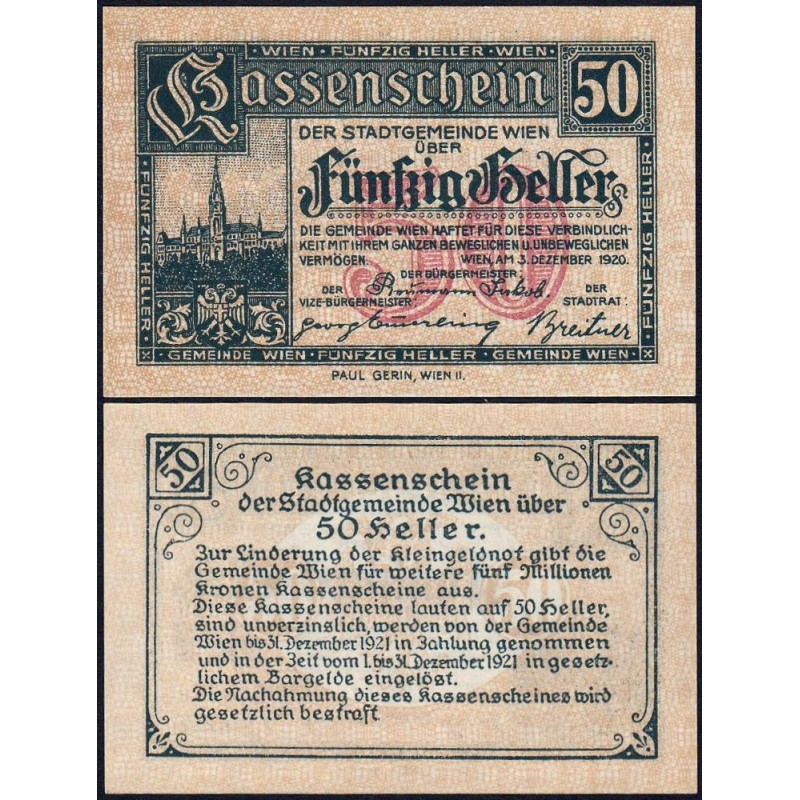 · WIEN · FÜNFZIG HELLER · WIEN ·
Kassenschein
50
DER STADTGEMEINDE WIEN
ÜBER
Fünfzig Heller
50
DIE GEMEINDE WIEN HAFTET FÜR DIESE VERBINDLICH-
KEIT MIT IHREM GANZEN BEWEGLICHEN U. UNBEWEGLICHEN
VERMÖGEN. WIEN, AM 3. DEZEMBER 1920.
DER BÜRGERMEISTER:
DER Reumann Jakob. DER
VIZE-BÜRGERMEISTER: STADTRAT:
Georg Emmerling Breitner
· FÜNFZIG HELLER ·
· FÜNFZIG HELLER ·
· GEMEINDE WIEN · FÜNFZIG HELLER · GEMEINDE WIEN ·
PAUL GERIN, WIEN II.
50
50
Kassenschein
der Stadtgemeinde Wien über
50 Heller.
Zur Linderung der Kleingeldnot gibt die
Gemeinde Wien für weitere fünf Millionen
Kronen Kassenscheine aus.
Diese Kassenscheine lauten auf 50 Heller,
sind unverzinslich, werden von der Gemeinde
Wien bis 31. Dezember 1921 in Zahlung genommen
und in der Zeit vom 1. bis 31. Dezember 1921 in gesetz-
lichem Bargelde eingelöst.
Die Nachahmung dieses Kassenscheines wird
gesetzlich bestraft.